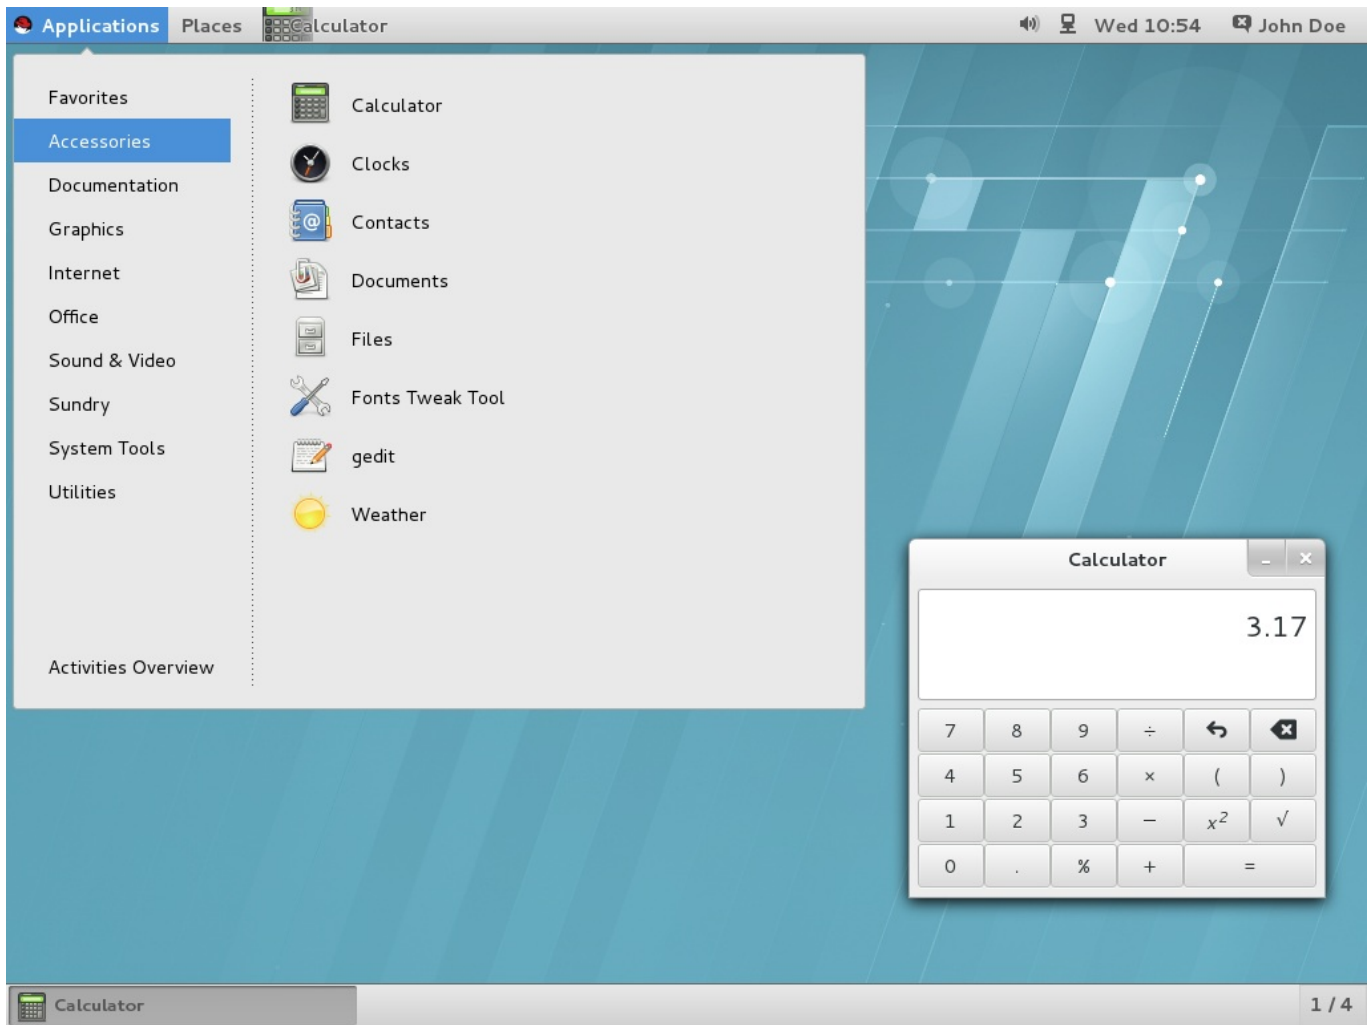 Applications Places Calculator Wed 10:54 John Doe
Favorites
Accessories
Documentation
Graphics
Internet
Office
Sound & Video
Sundry
System Tools
Utilities
Activities Overview
Calculator
Clocks
Contacts
Documents
Files
Fonts Tweak Tool
gedit
Weather
Calculator
3.17
7 8 9 ÷
4 5 6 × ( )
1 2 3 − x² √
0 . % + =
Calculator 1 / 4